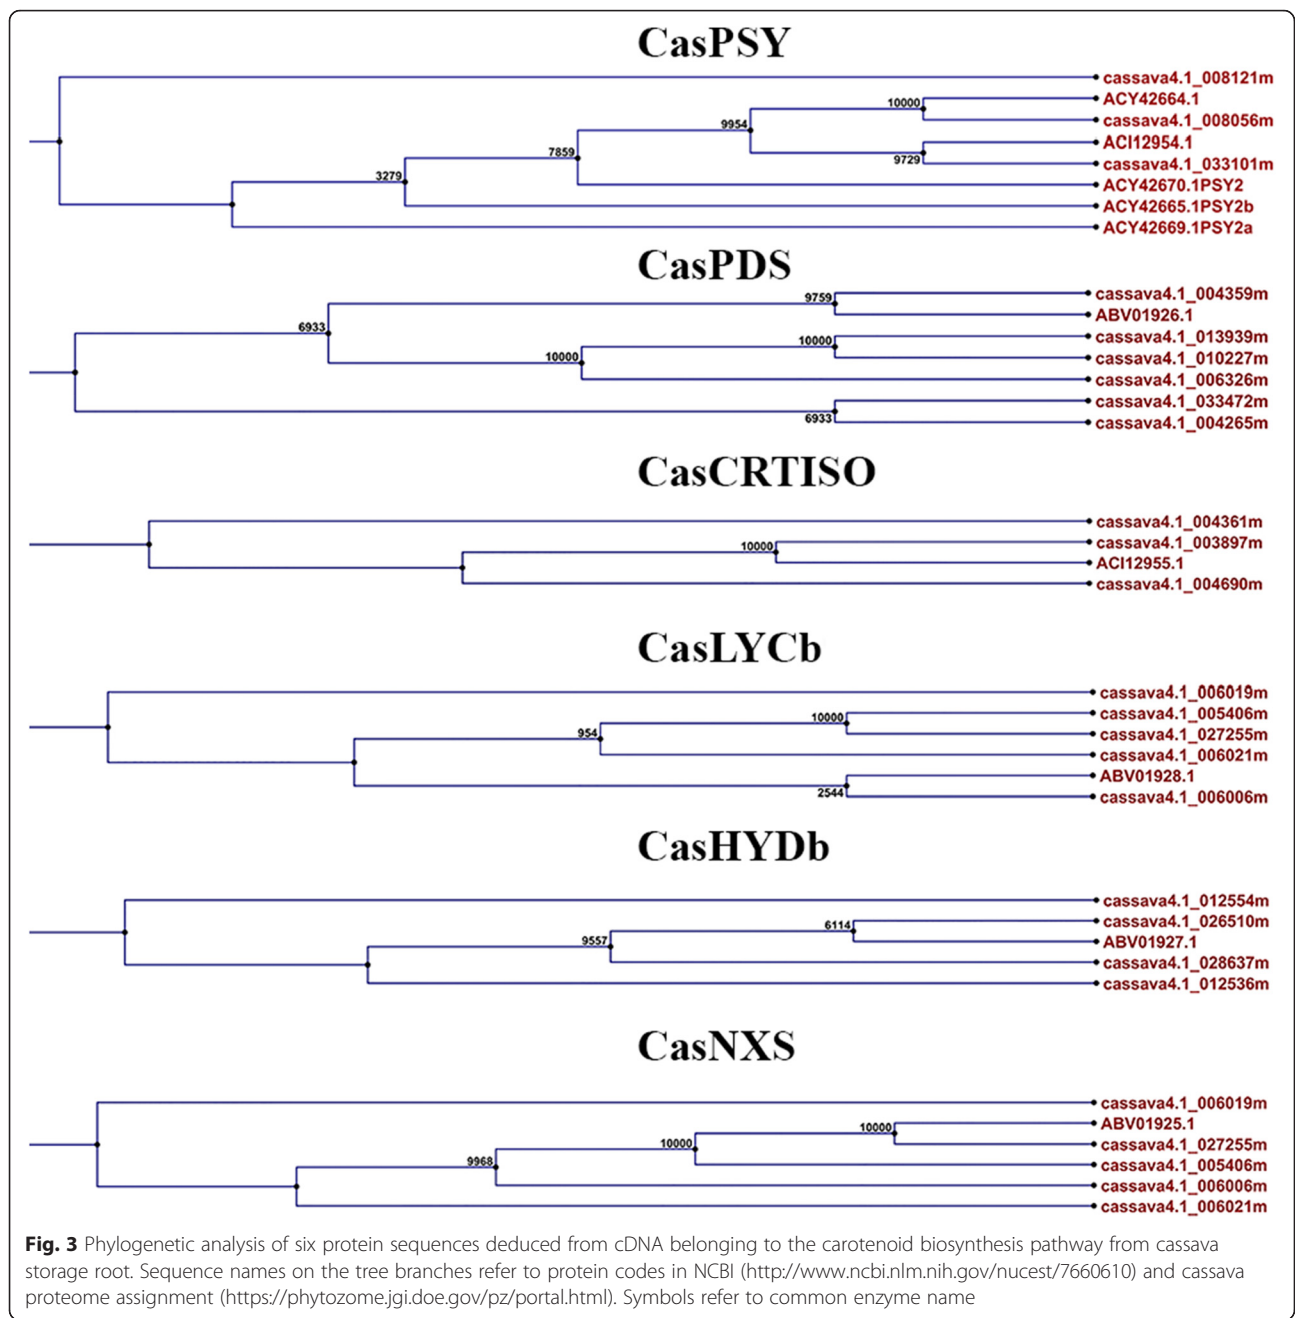 CasPSY
cassava4.1_008121m
10000
ACY42664.1
9954
cassava4.1_008056m
7859
ACI12954.1
9729
cassava4.1_033101m
3279
ACY42670.1PSY2
ACY42665.1PSY2b
ACY42669.1PSY2a
CasPDS
9759
cassava4.1_004359m
ABV01926.1
6933
10000
cassava4.1_013939m
10000
cassava4.1_010227m
cassava4.1_006326m
cassava4.1_033472m
6933
cassava4.1_004265m
CasCRTISO
cassava4.1_004361m
10000
cassava4.1_003897m
ACI12955.1
cassava4.1_004690m
CasLYCb
cassava4.1_006019m
10000
cassava4.1_005406m
954
cassava4.1_027255m
cassava4.1_006021m
ABV01928.1
2544
cassava4.1_006006m
CasHYDb
cassava4.1_012554m
6114
cassava4.1_026510m
9557
ABV01927.1
cassava4.1_028637m
cassava4.1_012536m
CasNXS
cassava4.1_006019m
10000
ABV01925.1
10000
cassava4.1_027255m
9968
cassava4.1_005406m
cassava4.1_006006m
cassava4.1_006021m
Fig. 3 Phylogenetic analysis of six protein sequences deduced from cDNA belonging to the carotenoid biosynthesis pathway from cassava
storage root. Sequence names on the tree branches refer to protein codes in NCBI (http://www.ncbi.nlm.nih.gov/nucest/7660610) and cassava
proteome assignment (https://phytozome.jgi.doe.gov/pz/portal.html). Symbols refer to common enzyme name